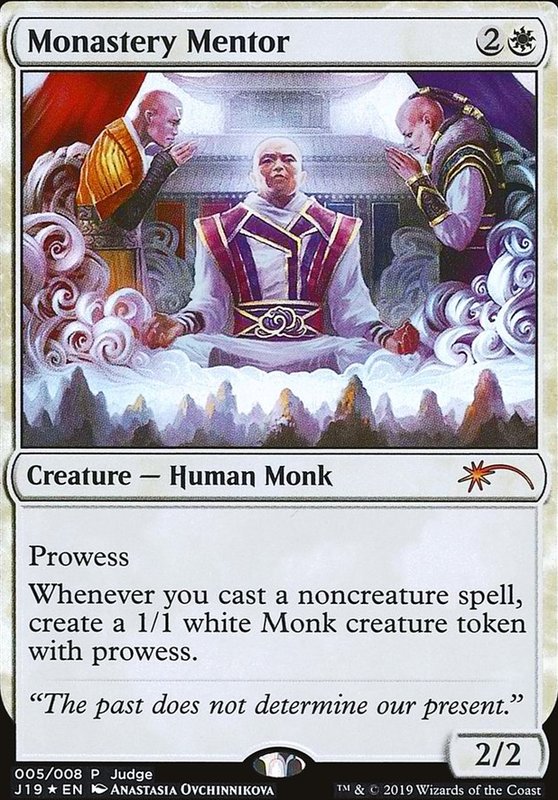 Monastery Mentor 2
Creature — Human Monk
Prowess
Whenever you cast a noncreature spell,
create a 1/1 white Monk creature token
with prowess.
“The past does not determine our present.”
2/2
005/008 P Judge
J19 ★ EN Anastasia Ovchinnikova
™ & © 2019 Wizards of the Coast